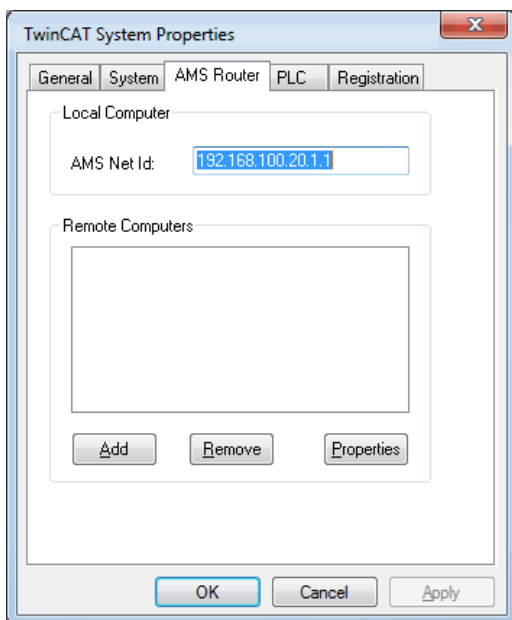 TwinCAT System Properties
General System AMS Router PLC Registration
Local Computer
AMS Net Id: 192.168.100.20.1.1
Remote Computers
Add Remove Properties
OK Cancel Apply